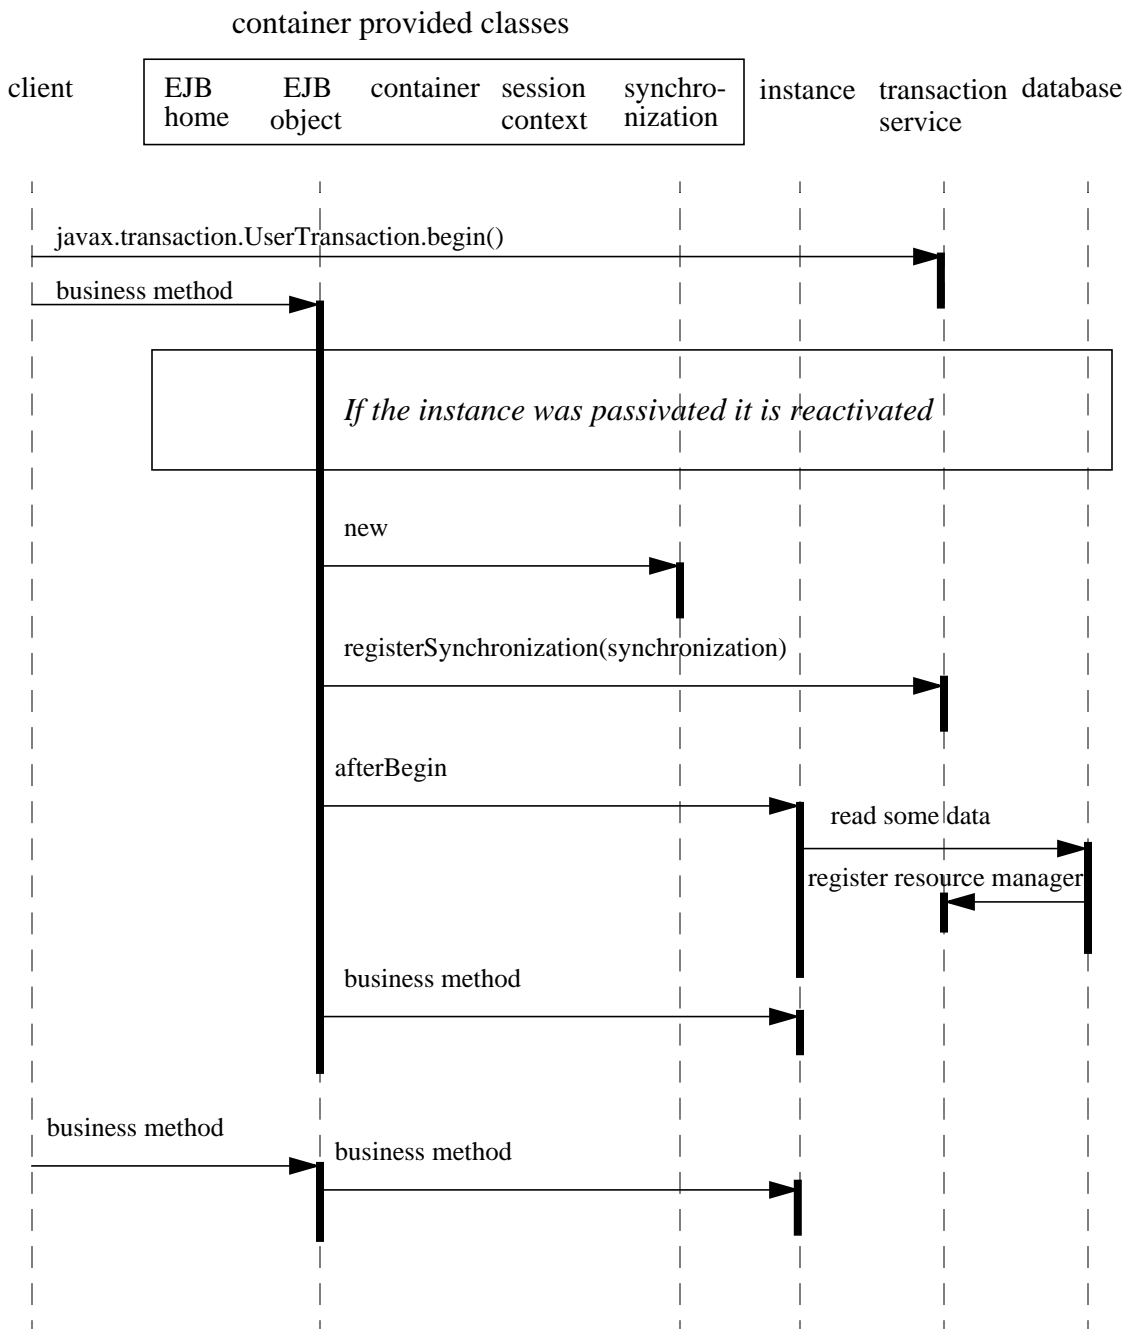 container provided classes
client
EJB
home
EJB
object
container
session
context
synchro-
nization
instance
transaction
service
database
javax.transaction.UserTransaction.begin()
business method
If the instance was passivated it is reactivated
new
registerSynchronization(synchronization)
afterBegin
read some data
register resource manager
business method
business method
business method